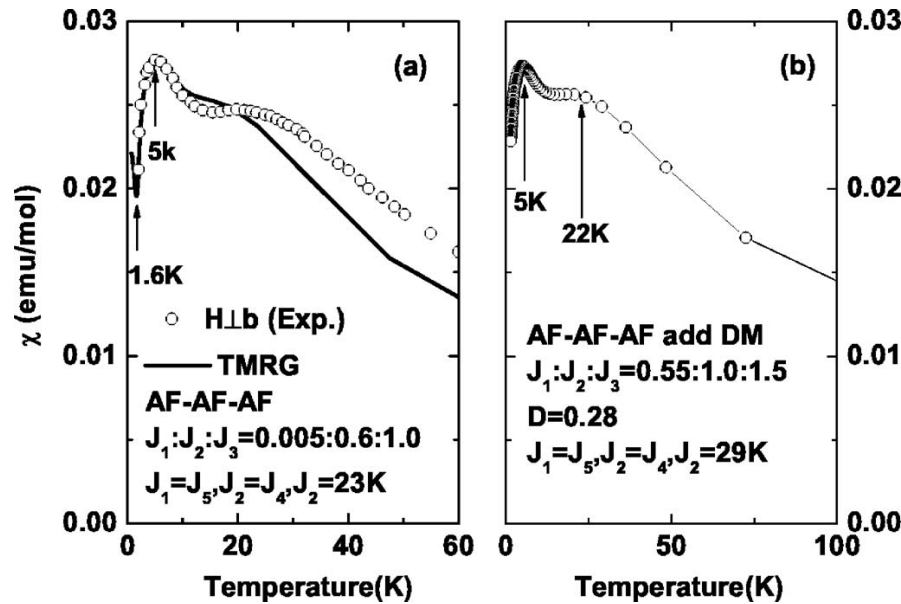 0.03
0.02
0.01
0.00
χ (emu/mol)
(a)
5k
1.6K
H⊥b (Exp.)
TMRG
AF-AF-AF
J₁:J₂:J₃=0.005:0.6:1.0
J₁=J₅,J₂=J₄,J₂=23K
0 20 40 60
Temperature(K)
(b)
5K
22K
AF-AF-AF add DM
J₁:J₂:J₃=0.55:1.0:1.5
D=0.28
J₁=J₅,J₂=J₄,J₂=29K
0 50 100
Temperature(K)
0.03
0.02
0.01
0.00